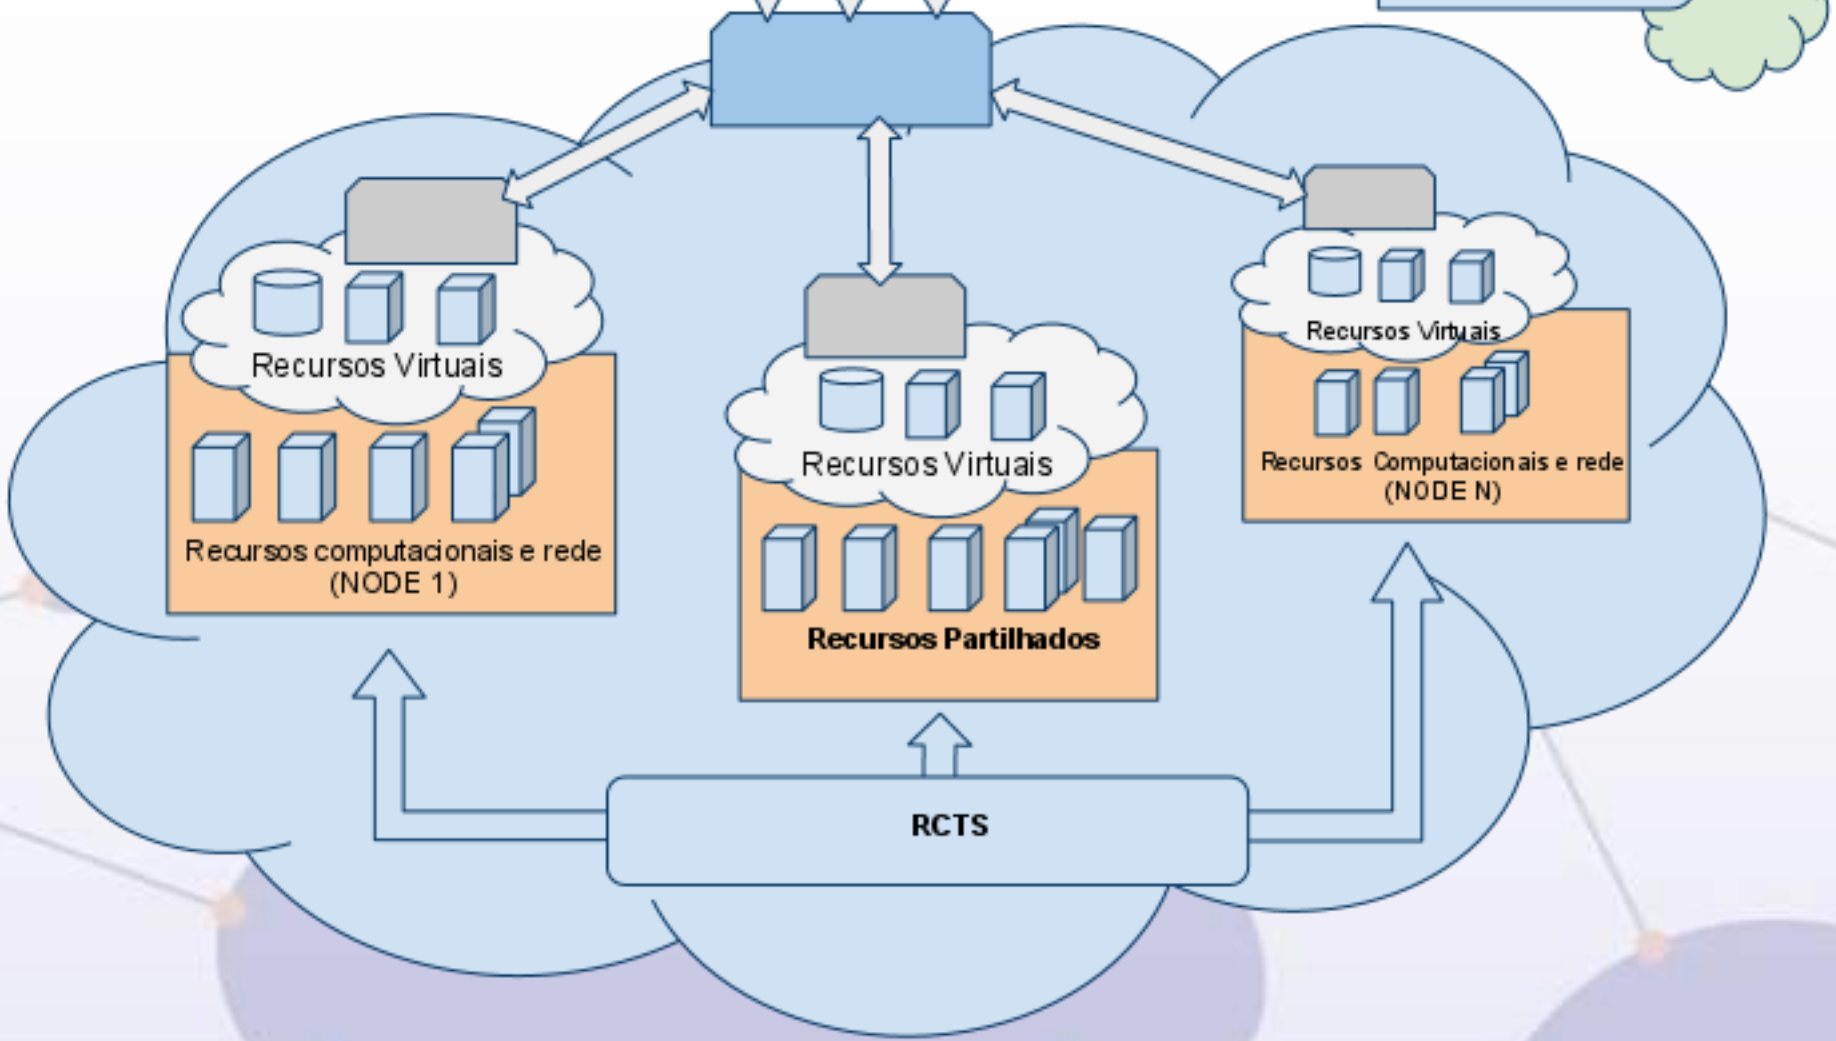 Recursos Virtuais
Recursos computacionais e rede
(NODE 1)
Recursos Virtuais
Recursos Partilhados
Recursos Virtuais
Recursos Computacionais e rede
(NODE N)
RCTS